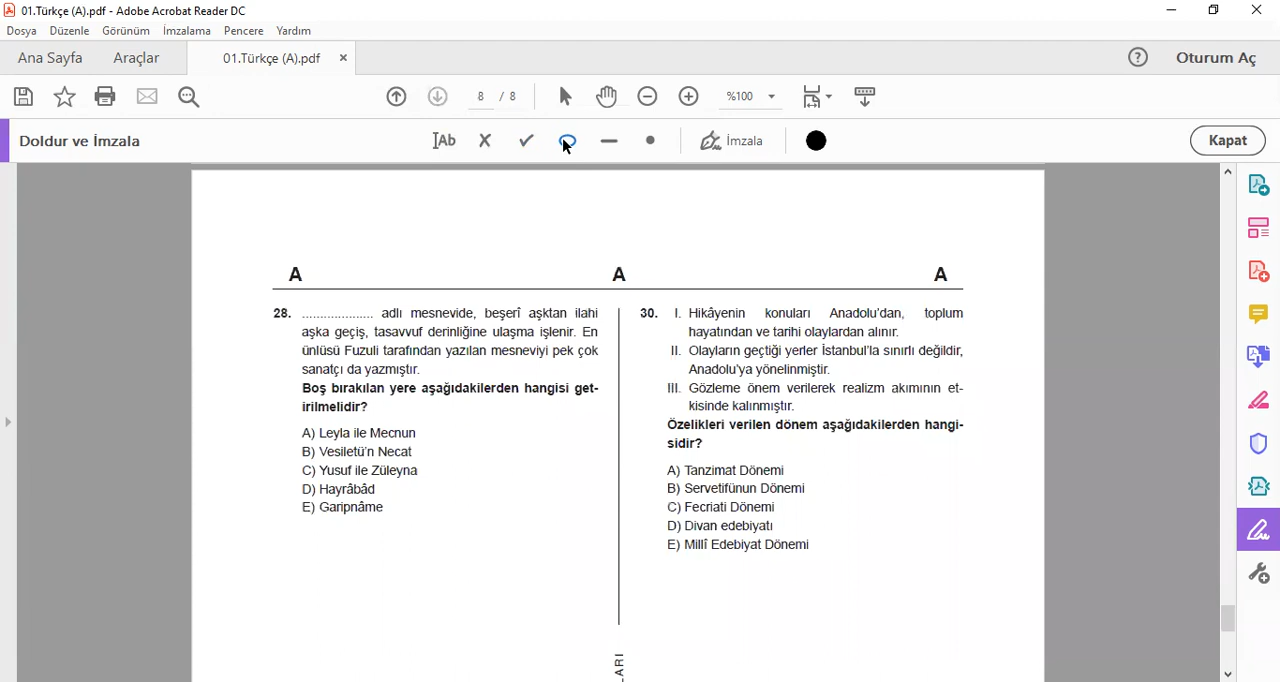 01.Türkçe (A).pdf - Adobe Acrobat Reader DC
Dosya Düzenle Görünüm İmzalama Pencere Yardım
Ana Sayfa Araçlar 01.Türkçe (A).pdf × ? Oturum Aç
8 / 8 %100
Doldur ve İmzala IAb İmzala Kapat
A A A
28. ................... adlı mesnevide, beşerî aşktan ilahi
aşka geçiş, tasavvuf derinliğine ulaşma işlenir. En
ünlüsü Fuzuli tarafından yazılan mesneviyi pek çok
sanatçı da yazmıştır.
Boş bırakılan yere aşağıdakilerden hangisi get-
irilmelidir?
A) Leyla ile Mecnun
B) Vesiletü'n Necat
C) Yusuf ile Züleyna
D) Hayrâbâd
E) Garipnâme
30. I. Hikâyenin konuları Anadolu'dan, toplum
hayatından ve tarihi olaylardan alınır.
II. Olayların geçtiği yerler İstanbul'la sınırlı değildir,
Anadolu'ya yönelinmiştir.
III. Gözleme önem verilerek realizm akımının et-
kisinde kalınmıştır.
Özelikleri verilen dönem aşağıdakilerden hangi-
sidir?
A) Tanzimat Dönemi
B) Servetifünun Dönemi
C) Fecriati Dönemi
D) Divan edebiyatı
E) Millî Edebiyat Dönemi
LARI